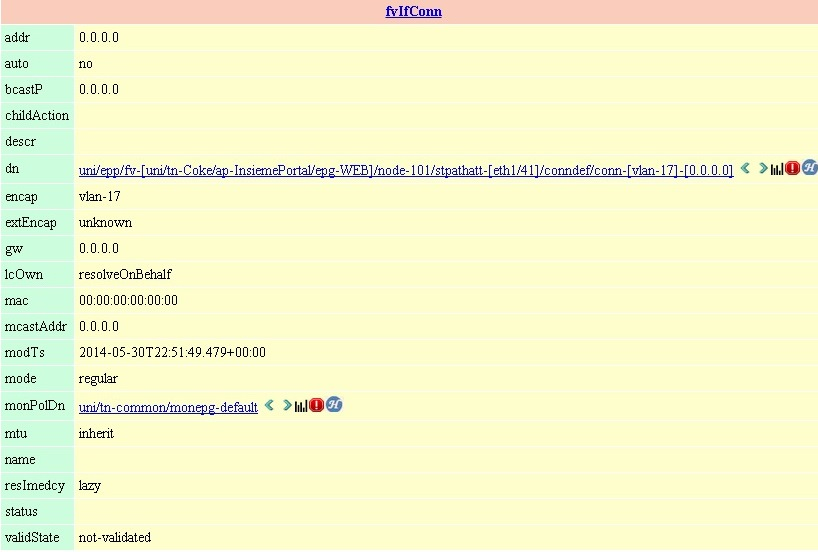 fvIfConn
addr 0.0.0.0
auto no
bcastP 0.0.0.0
childAction
descr
dn uni/epp/fv-[uni/tn-Coke/ap-InsiemePortal/epg-WEB]/node-101/stpathatt-[eth1/41]/conndef/conn-[vlan-17]-[0.0.0.0]
encap vlan-17
extEncap unknown
gw 0.0.0.0
lcOwn resolveOnBehalf
mac 00:00:00:00:00:00
mcastAddr 0.0.0.0
modTs 2014-05-30T22:51:49.479+00:00
mode regular
monPolDn uni/tn-common/monepg-default
mtu inherit
name
resImedcy lazy
status
validState not-validated